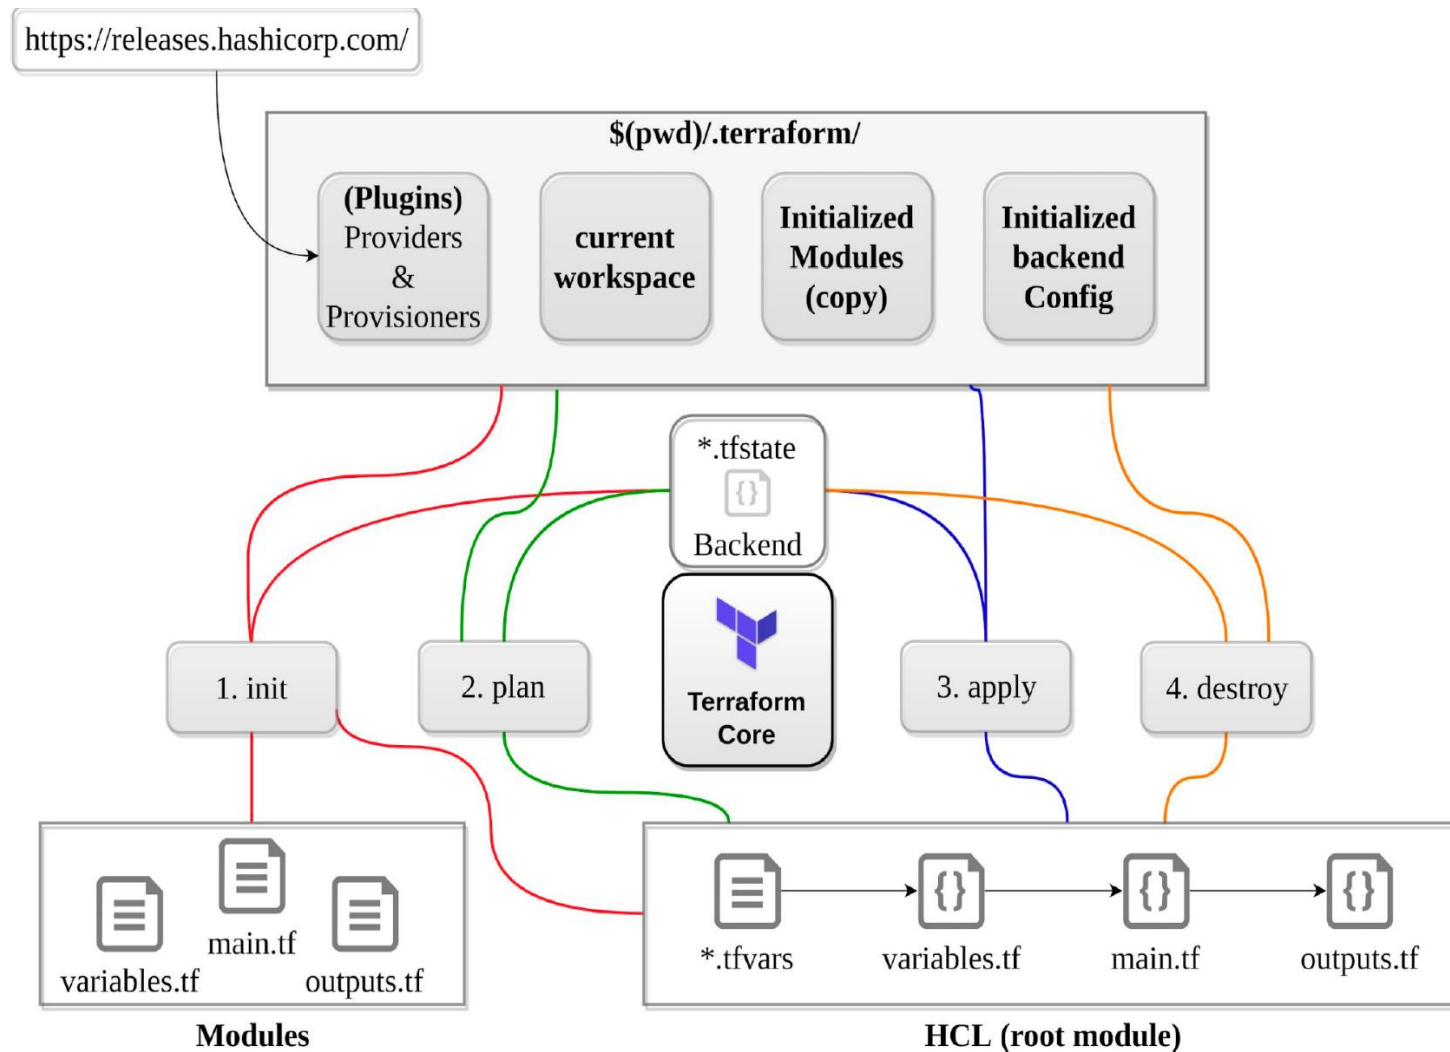 https://releases.hashicorp.com/
$(pwd)/.terraform/
(Plugins)
Providers
&
Provisioners
current
workspace
Initialized
Modules
(copy)
Initialized
backend
Config
*.tfstate
{}
Backend
Terraform
Core
1. init
2. plan
3. apply
4. destroy
variables.tf
main.tf
outputs.tf
Modules
{}
{}
{}
*.tfvars
variables.tf
main.tf
outputs.tf
HCL (root module)